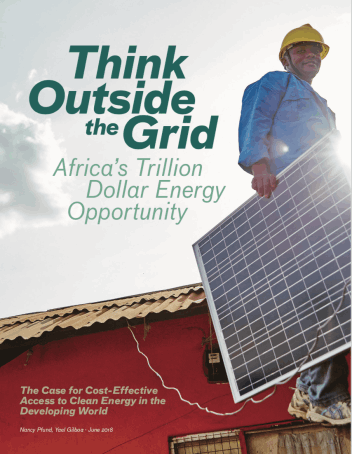 Think
Outside
the Grid
Africa's Trillion
Dollar Energy
Opportunity
The Case for Cost-Effective
Access to Clean Energy in the
Developing World
Nancy Pfund, Yael Gilboa - June 2018